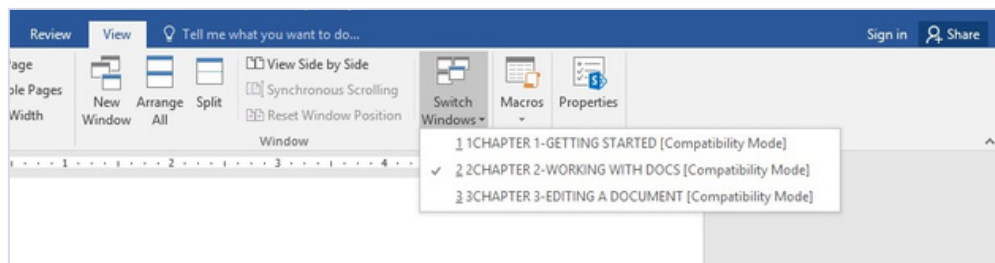 Review View Tell me what you want to do... Sign in Share
New Window
Arrange All
Split
View Side by Side
Synchronous Scrolling
Reset Window Position
Switch Windows
Macros
Properties
Pages
Width
Window
1 2 3 4
1 1CHAPTER 1-GETTING STARTED [Compatibility Mode]
2 2CHAPTER 2-WORKING WITH DOCS [Compatibility Mode]
3 3CHAPTER 3-EDITING A DOCUMENT [Compatibility Mode]